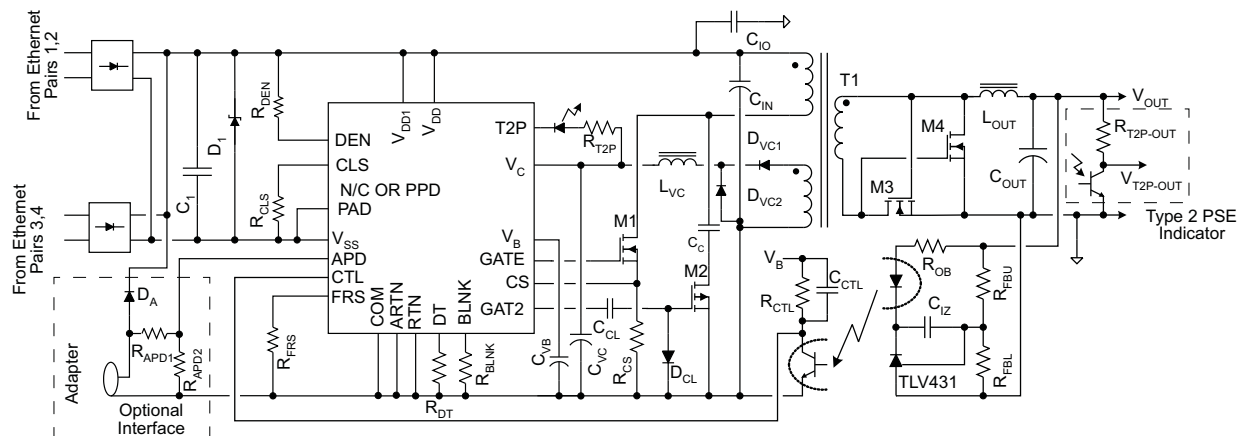 From Ethernet
Pairs 1,2
From Ethernet
Pairs 3,4
C1
D1
RDEN
RCLS
DEN
CLS
N/C OR PPD
PAD
VSS
APD
CTL
FRS
VDD1
VDD
T2P
VC
VB
GATE
CS
GAT2
COM
ARTN
RTN
DT
BLNK
Adapter
DA
RAPD1
RAPD2
Optional
Interface
RFRS
RDT
RBLNK
CVB
CVC
CCL
RCS
DCL
RT2P
LVC
DVC1
DVC2
M1
M2
CC
CIO
CIN
T1
M3
M4
LOUT
COUT
VOUT
RT2P-OUT
VT2P-OUT
Type 2 PSE
Indicator
VB
RCTL
CCTL
ROB
CIZ
RFBU
RFBL
TLV431